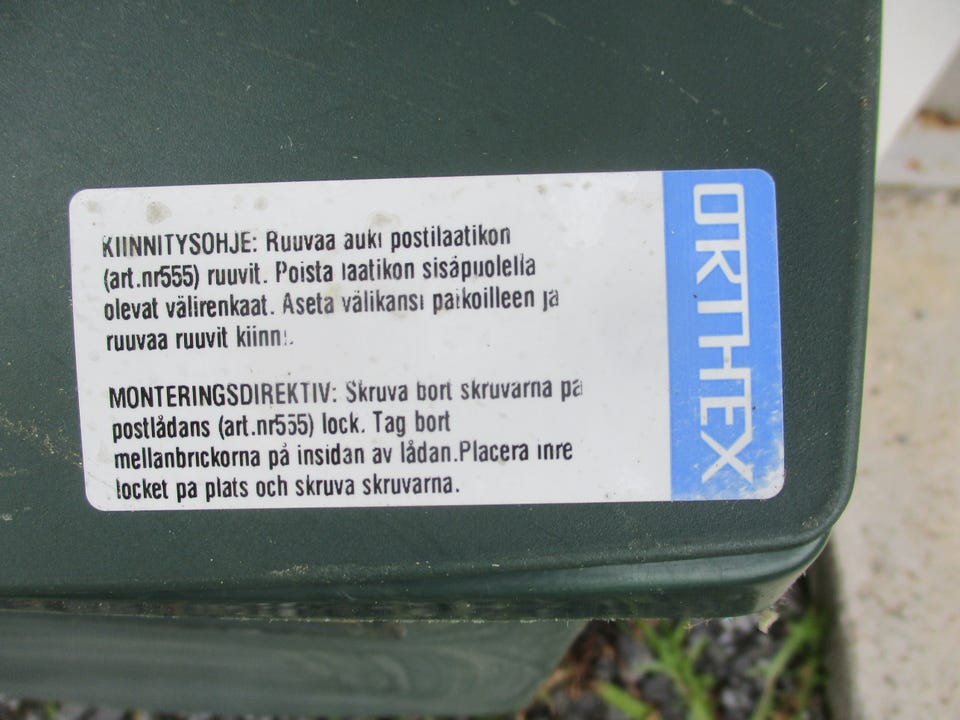 KIINNITYSOHJE: Ruuvaa auki postilaatikon
(art.nr555) ruuvit. Poista laatikon sisäpuolella
olevat välirenkaat. Aseta välikansi paikoilleen ja
ruuvaa ruuvit kiinni.
MONTERINGSDIREKTIV: Skruva bort skruvarna på
postlådans (art.nr555) lock. Tag bort
mellanbrickorna på insidan av lådan.Placera inre
locket på plats och skruva skruvarna.
ORTHEX